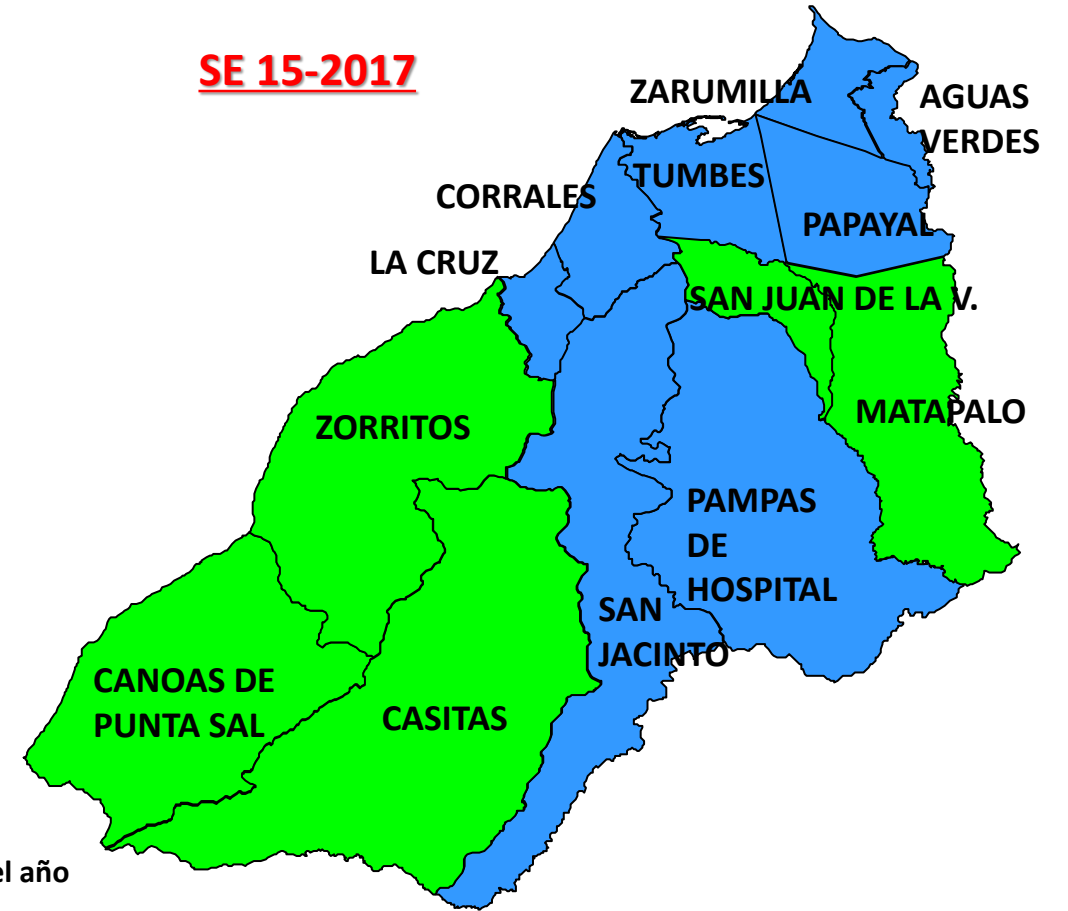 SE 15-2017
ZARUMILLA
AGUAS
VERDES
TUMBES
CORRALES
PAPAYAL
LA CRUZ
SAN JUAN DE LA V.
MATAPALO
ZORRITOS
PAMPAS
DE
HOSPITAL
SAN
JACINTO
CANOAS DE
PUNTA SAL
CASITAS
el año